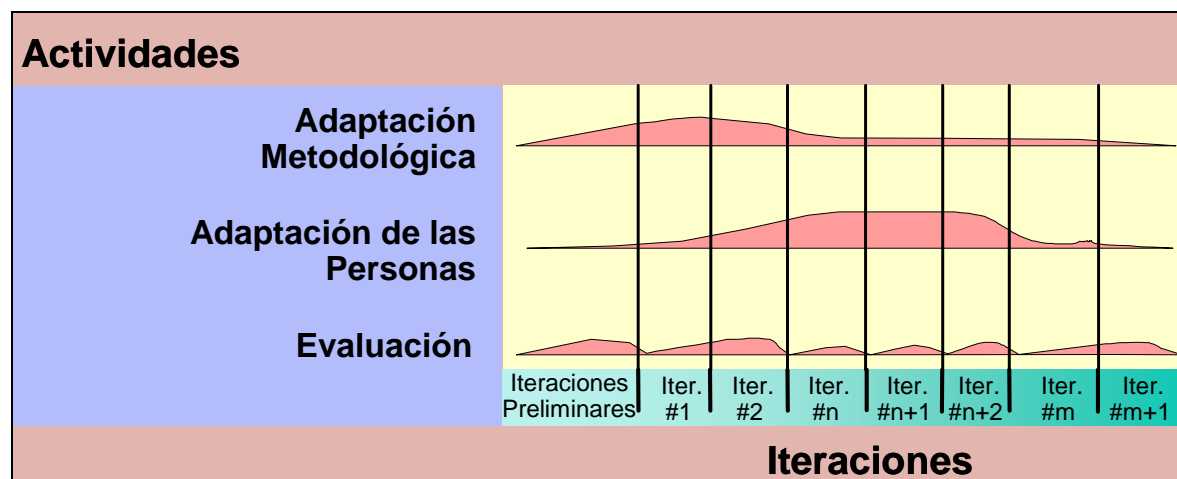 Actividades
Adaptación
Metodológica
Adaptación de las
Personas
Evaluación
Iteraciones
Preliminares
Iter.
#1
Iter.
#2
Iter.
#n
Iter.
#n+1
Iter.
#n+2
Iter.
#m
Iter.
#m+1
Iteraciones